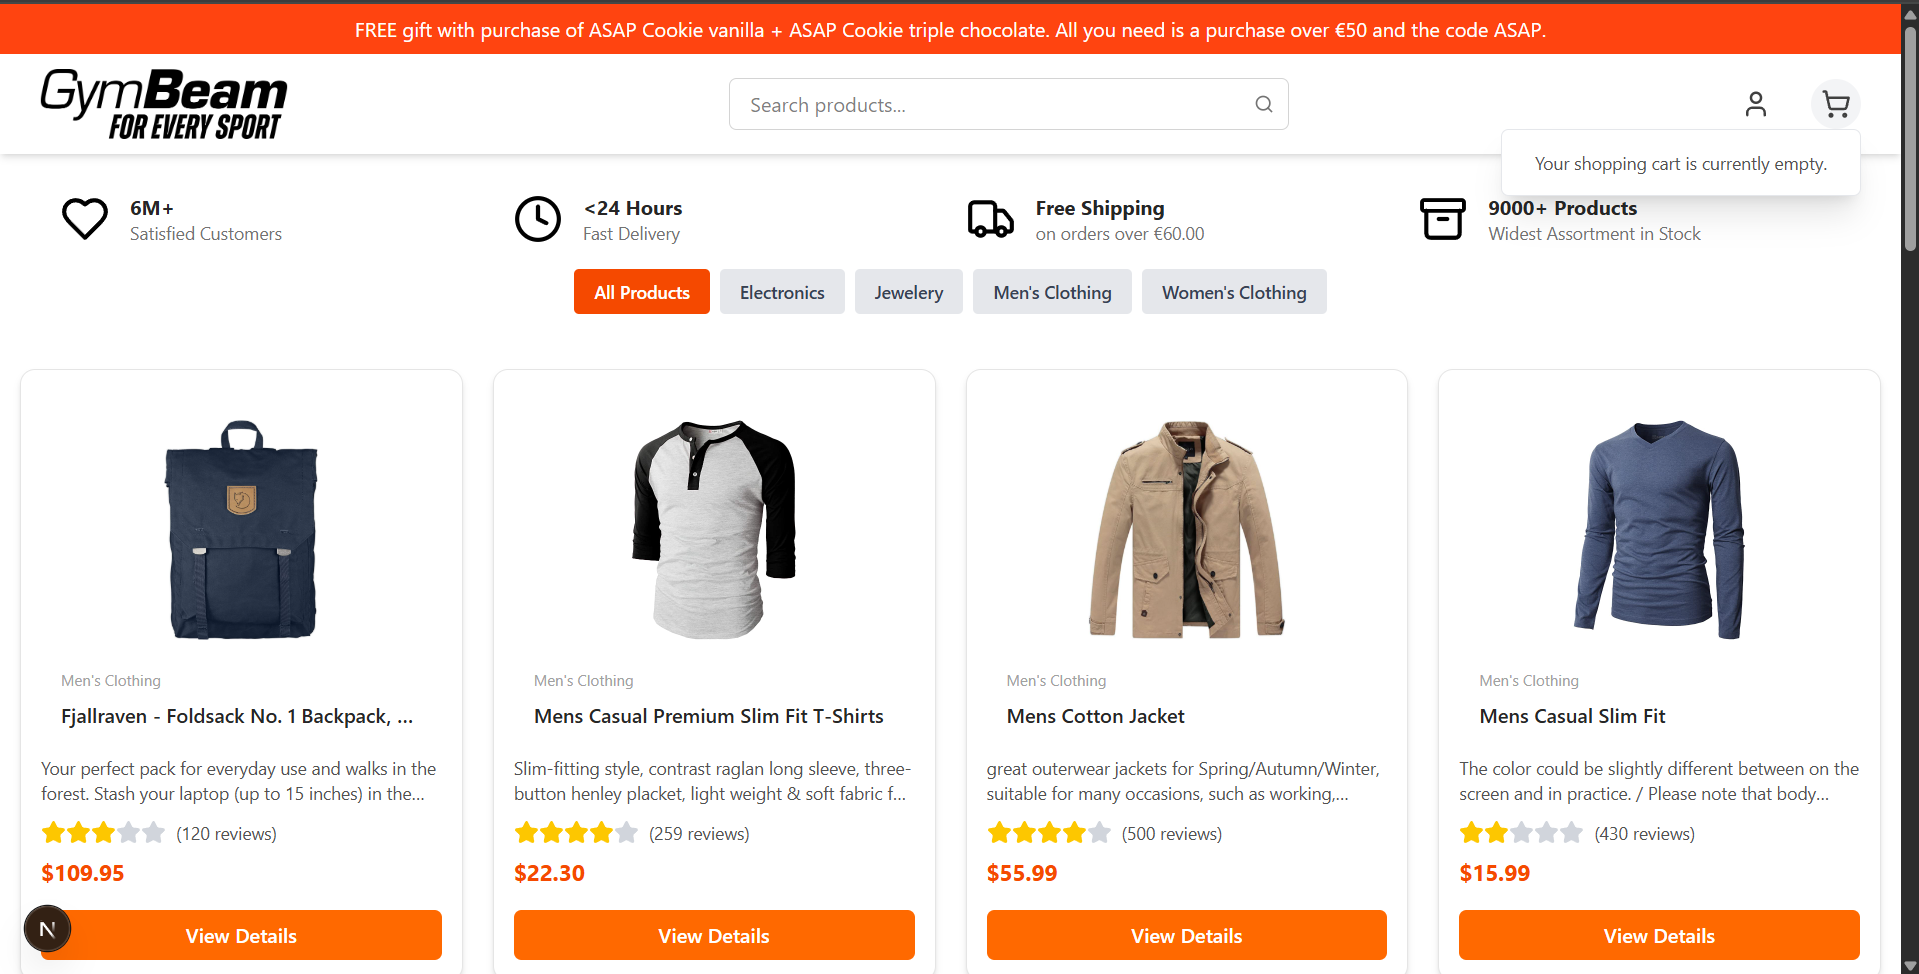 FREE gift with purchase of ASAP Cookie vanilla + ASAP Cookie triple chocolate. All you need is a purchase over €50 and the code ASAP.
GymBeam
FOR EVERY SPORT
Search products...
Your shopping cart is currently empty.
6M+
Satisfied Customers
<24 Hours
Fast Delivery
Free Shipping
on orders over €60.00
9000+ Products
Widest Assortment in Stock
All Products
Electronics
Jewelery
Men's Clothing
Women's Clothing
Men's Clothing
Fjallraven - Foldsack No. 1 Backpack, ...
Your perfect pack for everyday use and walks in the
forest. Stash your laptop (up to 15 inches) in the...
(120 reviews)
$109.95
View Details
Men's Clothing
Mens Casual Premium Slim Fit T-Shirts
Slim-fitting style, contrast raglan long sleeve, three-
button henley placket, light weight & soft fabric f...
(259 reviews)
$22.30
View Details
Men's Clothing
Mens Cotton Jacket
great outerwear jackets for Spring/Autumn/Winter,
suitable for many occasions, such as working,...
(500 reviews)
$55.99
View Details
Men's Clothing
Mens Casual Slim Fit
The color could be slightly different between on the
screen and in practice. / Please note that body...
(430 reviews)
$15.99
View Details
N